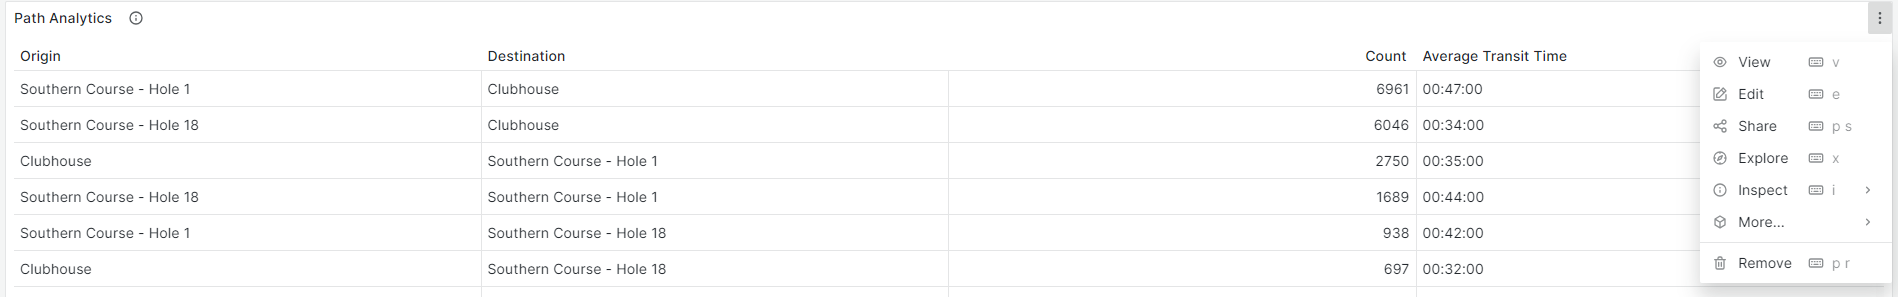 Path Analytics
Origin Destination Count Average Transit Time
Southern Course - Hole 1 Clubhouse 6961 00:47:00
Southern Course - Hole 18 Clubhouse 6046 00:34:00
Clubhouse Southern Course - Hole 1 2750 00:35:00
Southern Course - Hole 18 Southern Course - Hole 1 1689 00:44:00
Southern Course - Hole 1 Southern Course - Hole 18 938 00:42:00
Clubhouse Southern Course - Hole 18 697 00:32:00
View v
Edit e
Share p s
Explore x
Inspect i
More...
Remove p r